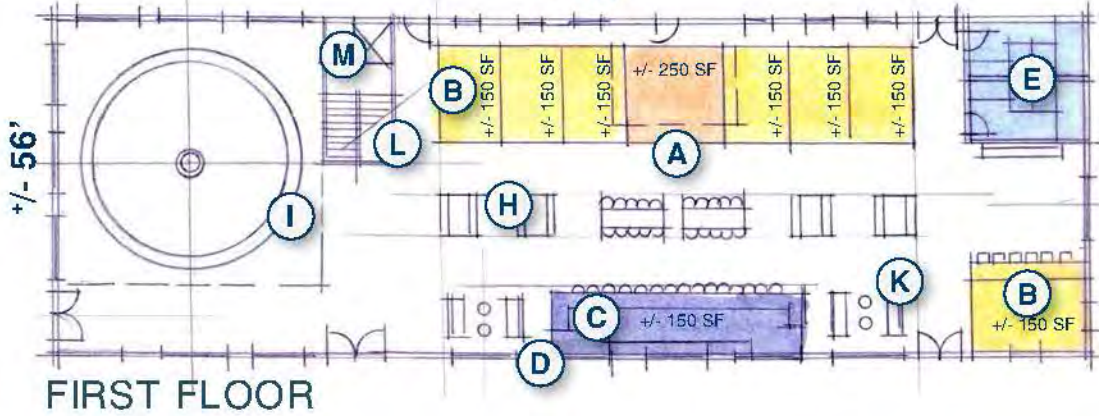 M
B
+/- 150 SF
+/- 150 SF
+/- 150 SF
+/- 250 SF
+/- 150 SF
+/- 150 SF
+/- 150 SF
E
L
A
+/- 56'
H
I
K
B
+/- 150 SF
C
+/- 150 SF
D
FIRST FLOOR